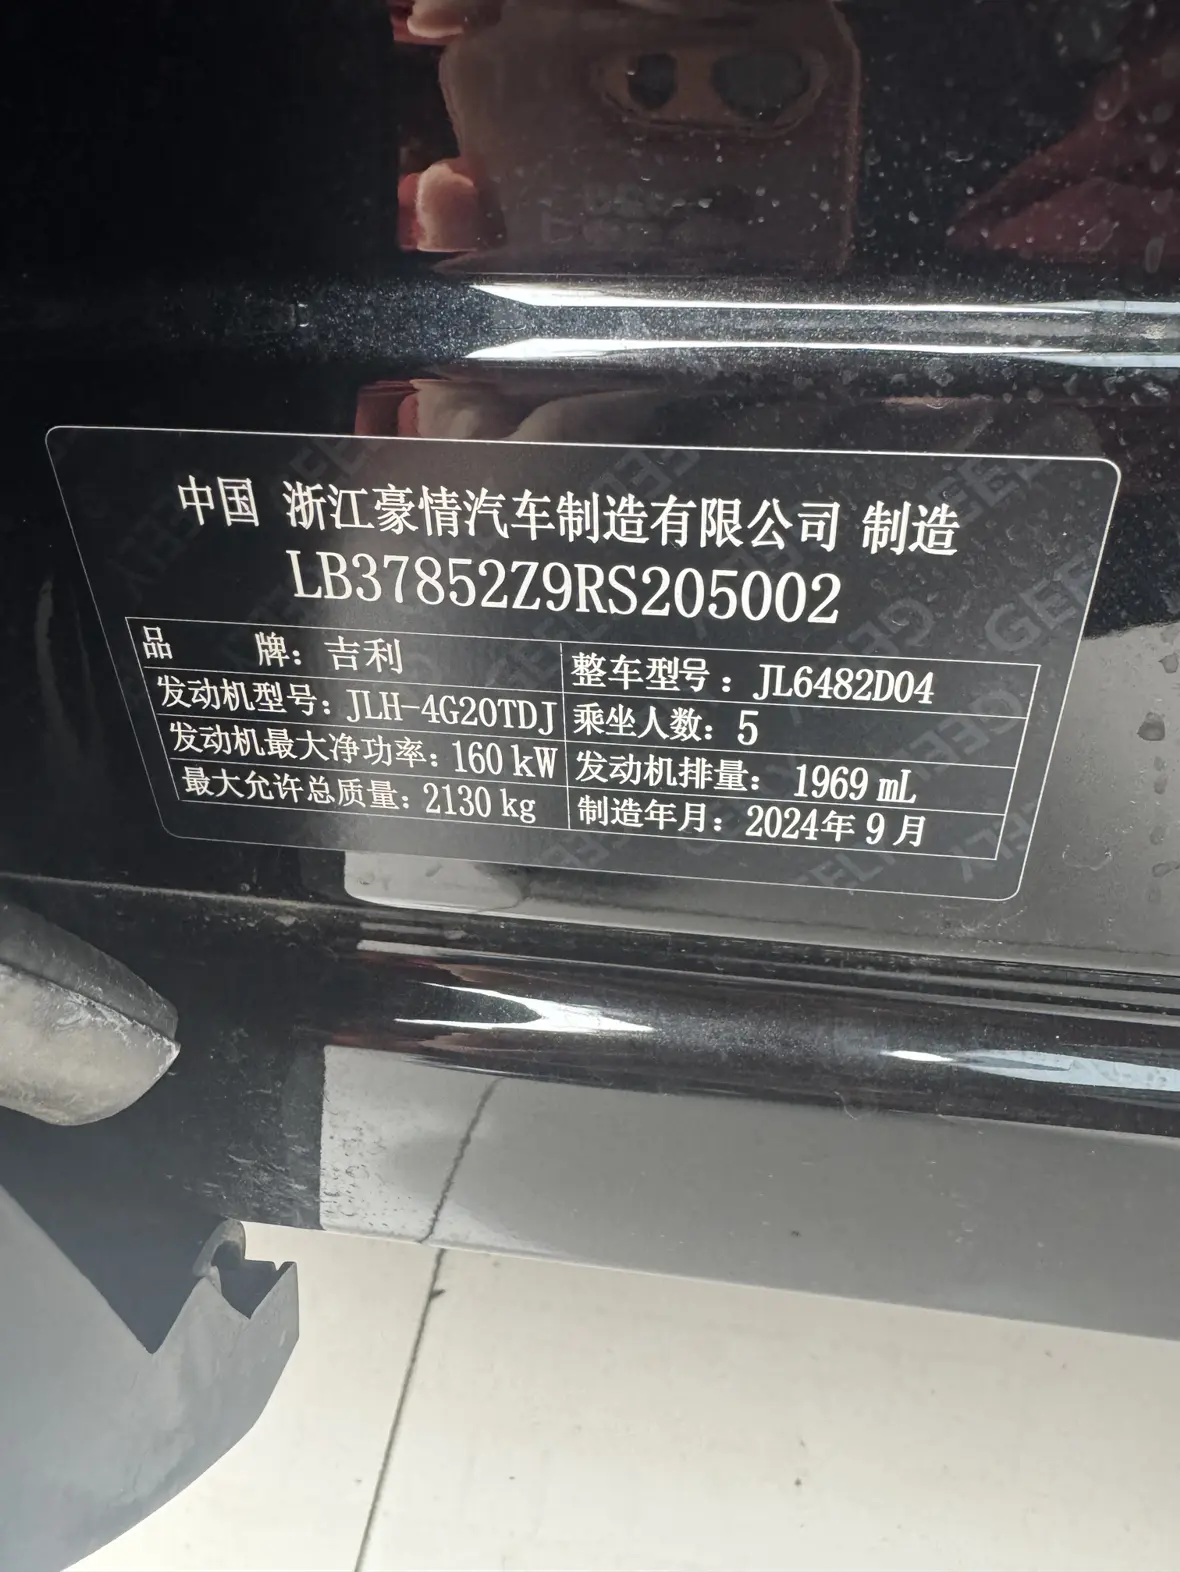 中国 浙江豪情汽车制造有限公司 制造
LB37852Z9RS205002
品 牌：吉利 整车型号：JL6482D04
发动机型号：JLH-4G20TDJ 乘坐人数：5
发动机最大净功率：160 kW 发动机排量： 1969 mL
最大允许总质量：2130 kg 制造年月：2024年 9 月